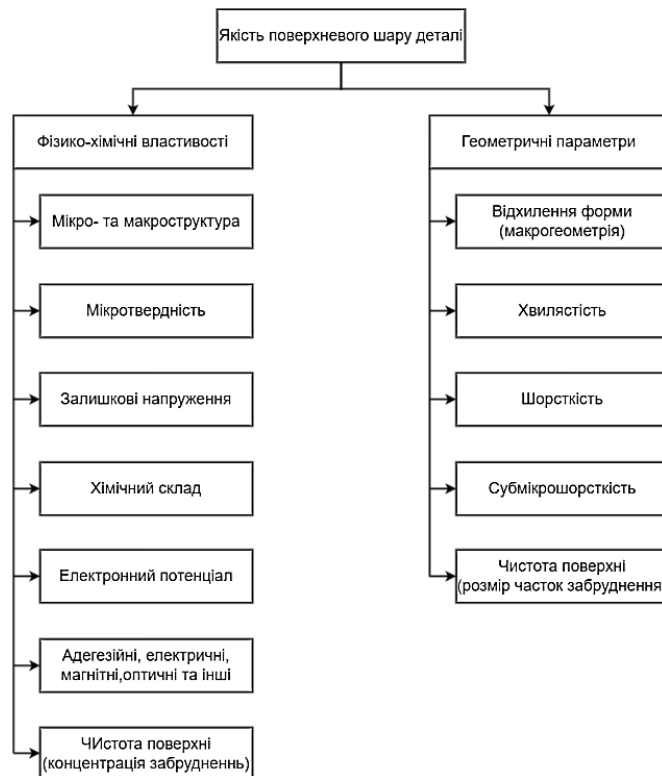 Якість поверхневого шару деталі
Фізико-хімічні властивості
Мікро- та макроструктура
Мікротвердність
Залишкові напруження
Хімічний склад
Електронний потенціал
Адегезійні, електричні,
магнітні,оптичні та інші
ЧИстота поверхні
(концентрація забрудненнь)
Геометричні параметри
Відхилення форми
(макрогеометрія)
Хвилястість
Шорсткість
Субмікрошорсткість
Чистота поверхні
(розмір часток забруднення